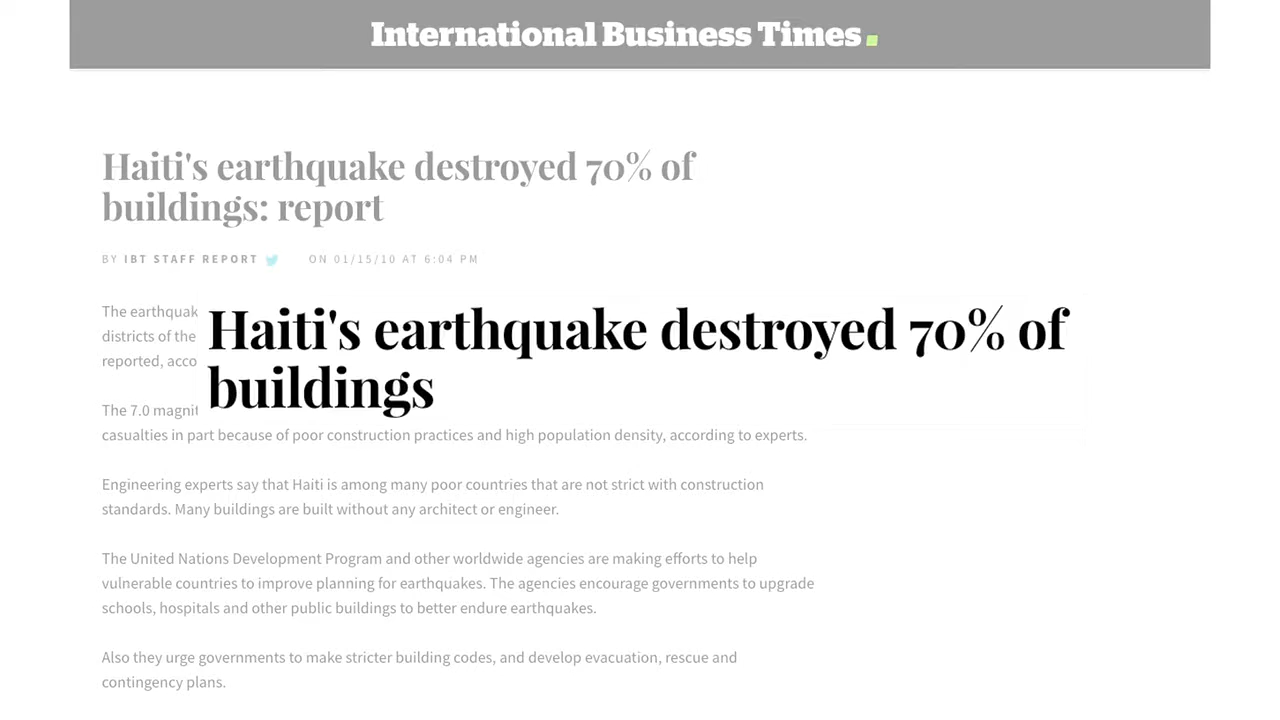 International Business Times
Haiti's earthquake destroyed 70% of
buildings: report
BY IBT STAFF REPORT ON 01/15/10 AT 6:04 PM
The earthquak
districts of the
reported, acco
Haiti's earthquake destroyed 70% of
buildings
The 7.0 magnit
casualties in part because of poor construction practices and high population density, according to experts.
Engineering experts say that Haiti is among many poor countries that are not strict with construction
standards. Many buildings are built without any architect or engineer.
The United Nations Development Program and other worldwide agencies are making efforts to help
vulnerable countries to improve planning for earthquakes. The agencies encourage governments to upgrade
schools, hospitals and other public buildings to better endure earthquakes.
Also they urge governments to make stricter building codes, and develop evacuation, rescue and
contingency plans.